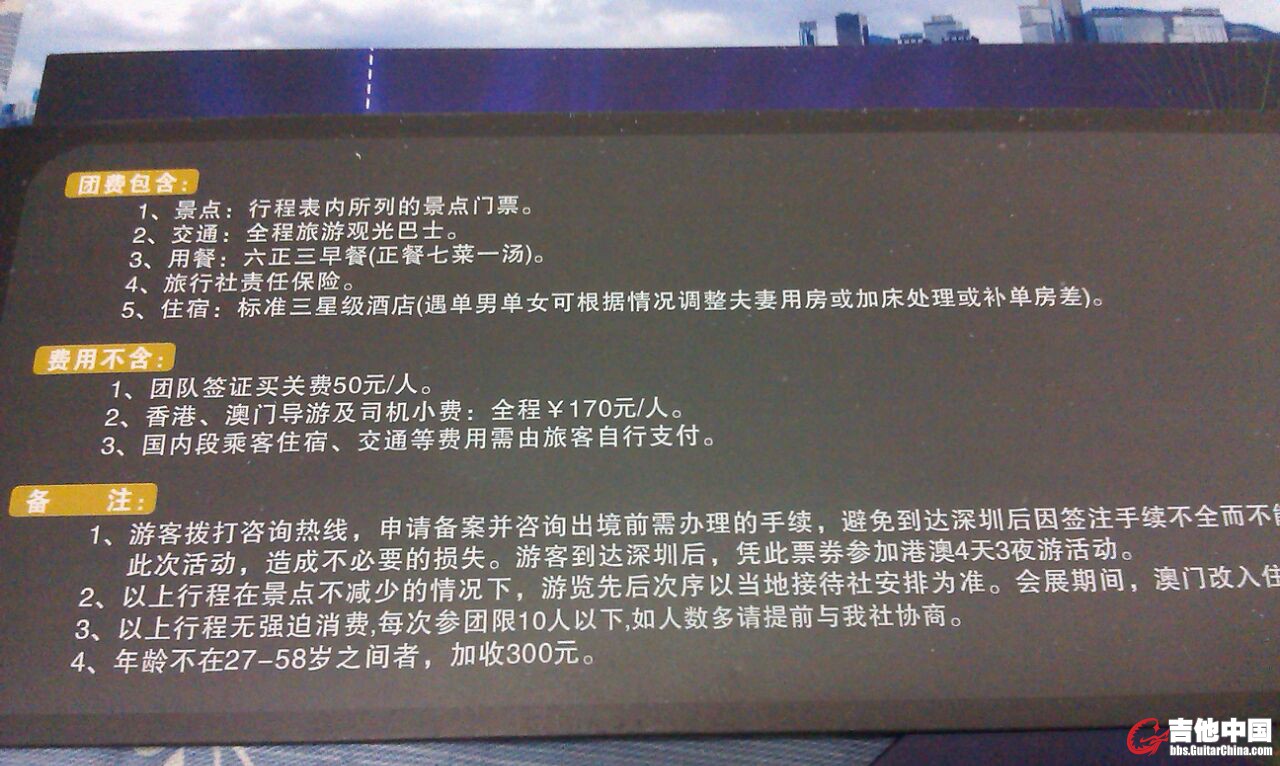 团费包含:
1、景点：行程表内所列的景点门票。
2、交通：全程旅游观光巴士。
3、用餐：六正三早餐(正餐七菜一汤)。
4、旅行社责任保险。
5、住宿：标准三星级酒店(遇单男单女可根据情况调整夫妻用房或加床处理或补单房差)。
费用不含:
1、团队签证买关费50元/人。
2、香港、澳门导游及司机小费：全程￥170元/人。
3、国内段乘客住宿、交通等费用需由旅客自行支付。
备 注:
1、游客拨打咨询热线，申请备案并咨询出境前需办理的手续，避免到达深圳后因签注手续不全而不
此次活动，造成不必要的损失。游客到达深圳后，凭此票券参加港澳4天3夜游活动。
2、以上行程在景点不减少的情况下，游览先后次序以当地接待社安排为准。会展期间，澳门改入住
3、以上行程无强迫消费,每次参团限10人以下,如人数多请提前与我社协商。
4、年龄不在27-58岁之间者，加收300元。
吉他中国
bbs.GuitarChina.com